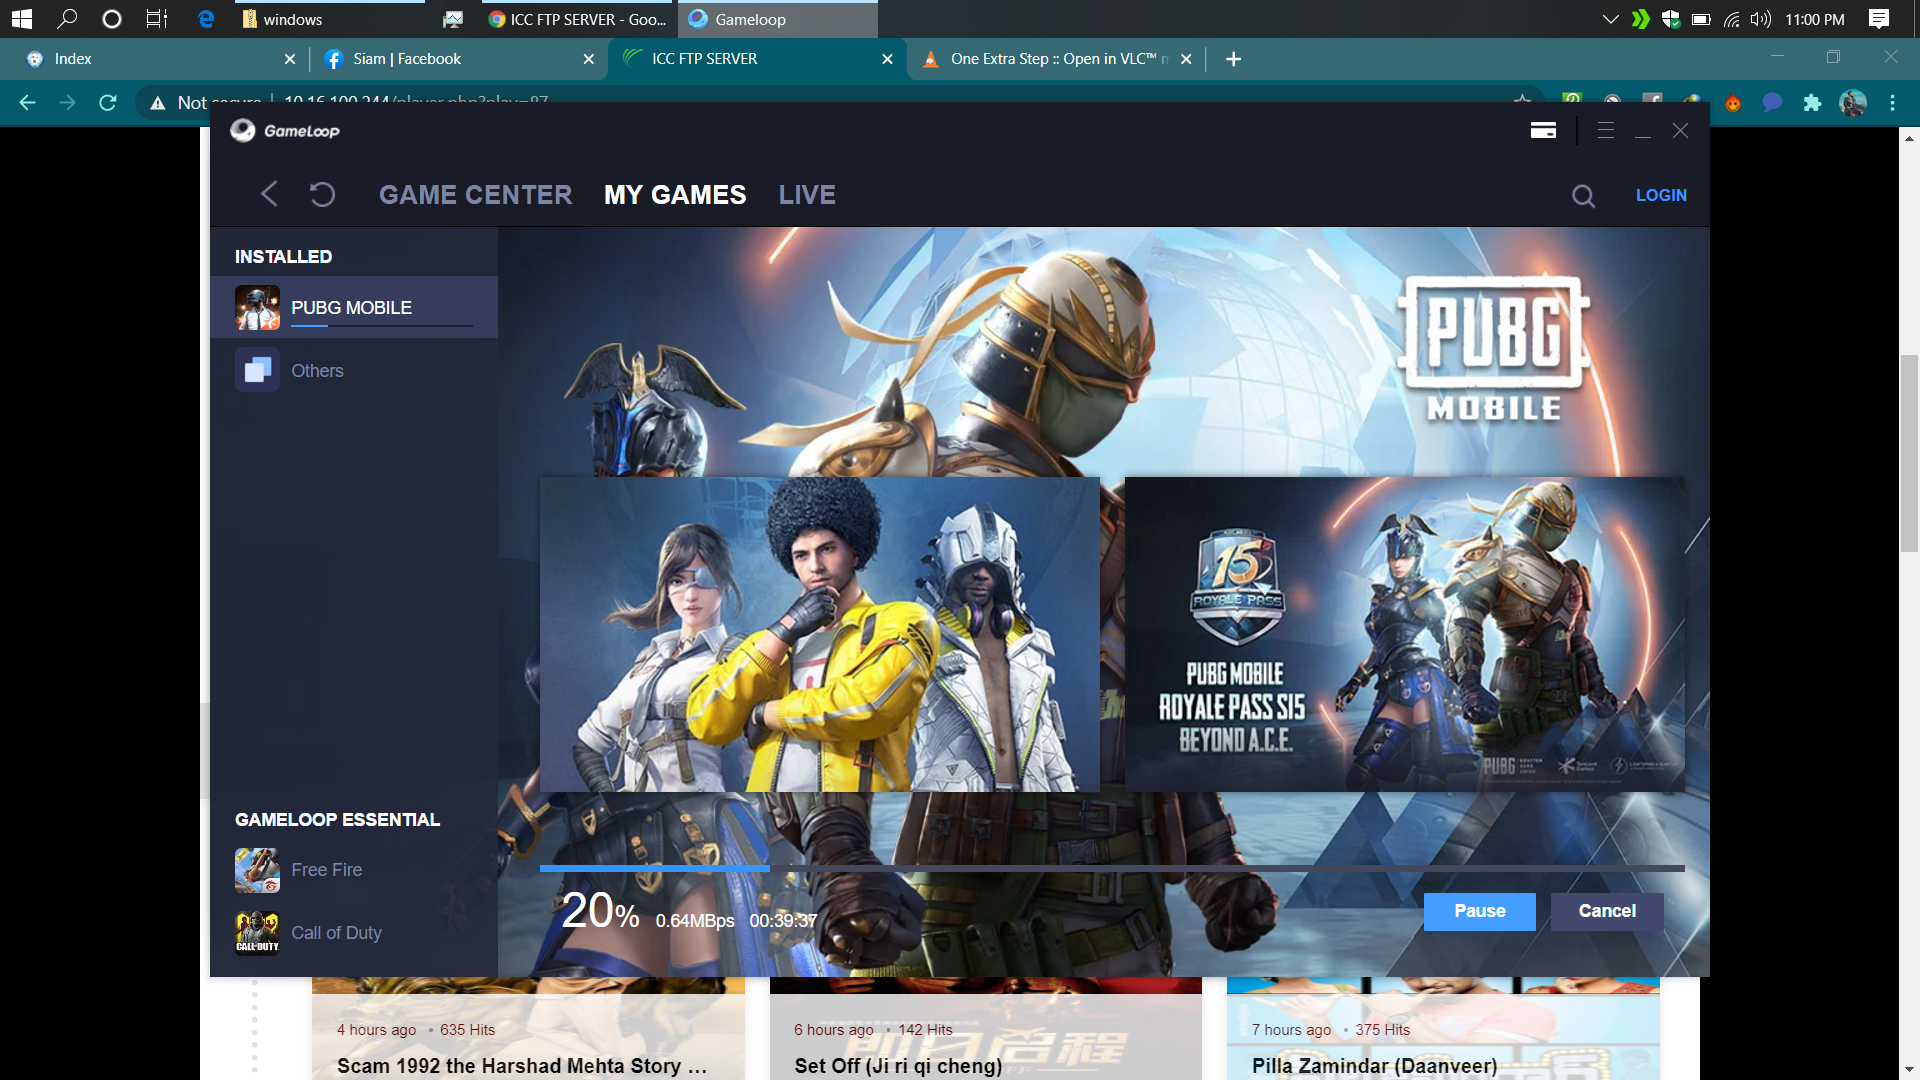 windows
ICC FTP SERVER - Goo...
Gameloop
11:00 PM
Index
Siam | Facebook
ICC FTP SERVER
One Extra Step :: Open in VLC™ m
Not secure
10.16.100.244/player.php?play=87
GameLoop
GAME CENTER
MY GAMES
LIVE
LOGIN
INSTALLED
PUBG MOBILE
Others
PUBG
MOBILE
15
ROYALE PASS
PUBG MOBILE
ROYALE PASS S15
BEYOND A.C.E.
PUBG
GAMELOOP ESSENTIAL
Free Fire
CALL·DUTY
Call of Duty
20% 0.64MBps 00:39:37
Pause
Cancel
4 hours ago • 635 Hits
Scam 1992 the Harshad Mehta Story ...
6 hours ago • 142 Hits
Set Off (Ji ri qi cheng)
7 hours ago • 375 Hits
Pilla Zamindar (Daanveer)